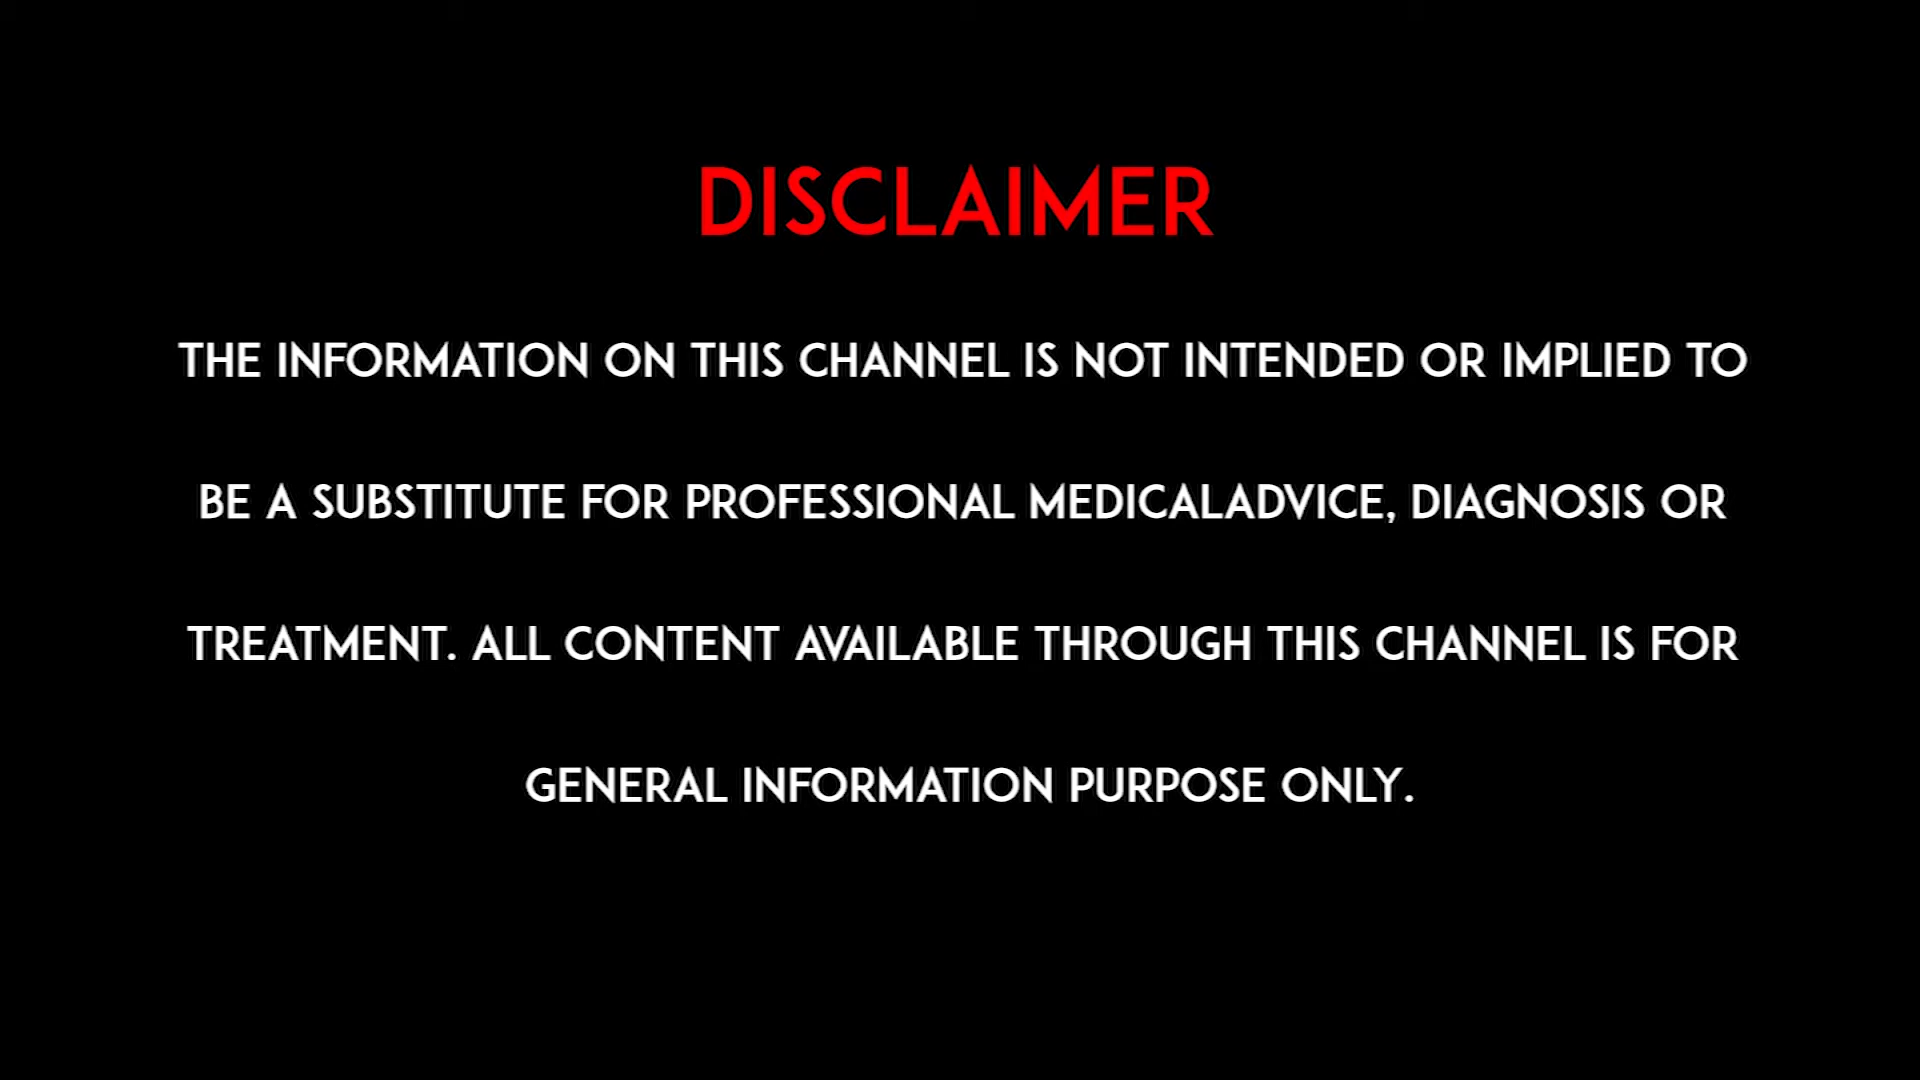 DISCLAIMER
THE INFORMATION ON THIS CHANNEL IS NOT INTENDED OR IMPLIED TO
BE A SUBSTITUTE FOR PROFESSIONAL MEDICALADVICE, DIAGNOSIS OR
TREATMENT. ALL CONTENT AVAILABLE THROUGH THIS CHANNEL IS FOR
GENERAL INFORMATION PURPOSE ONLY.